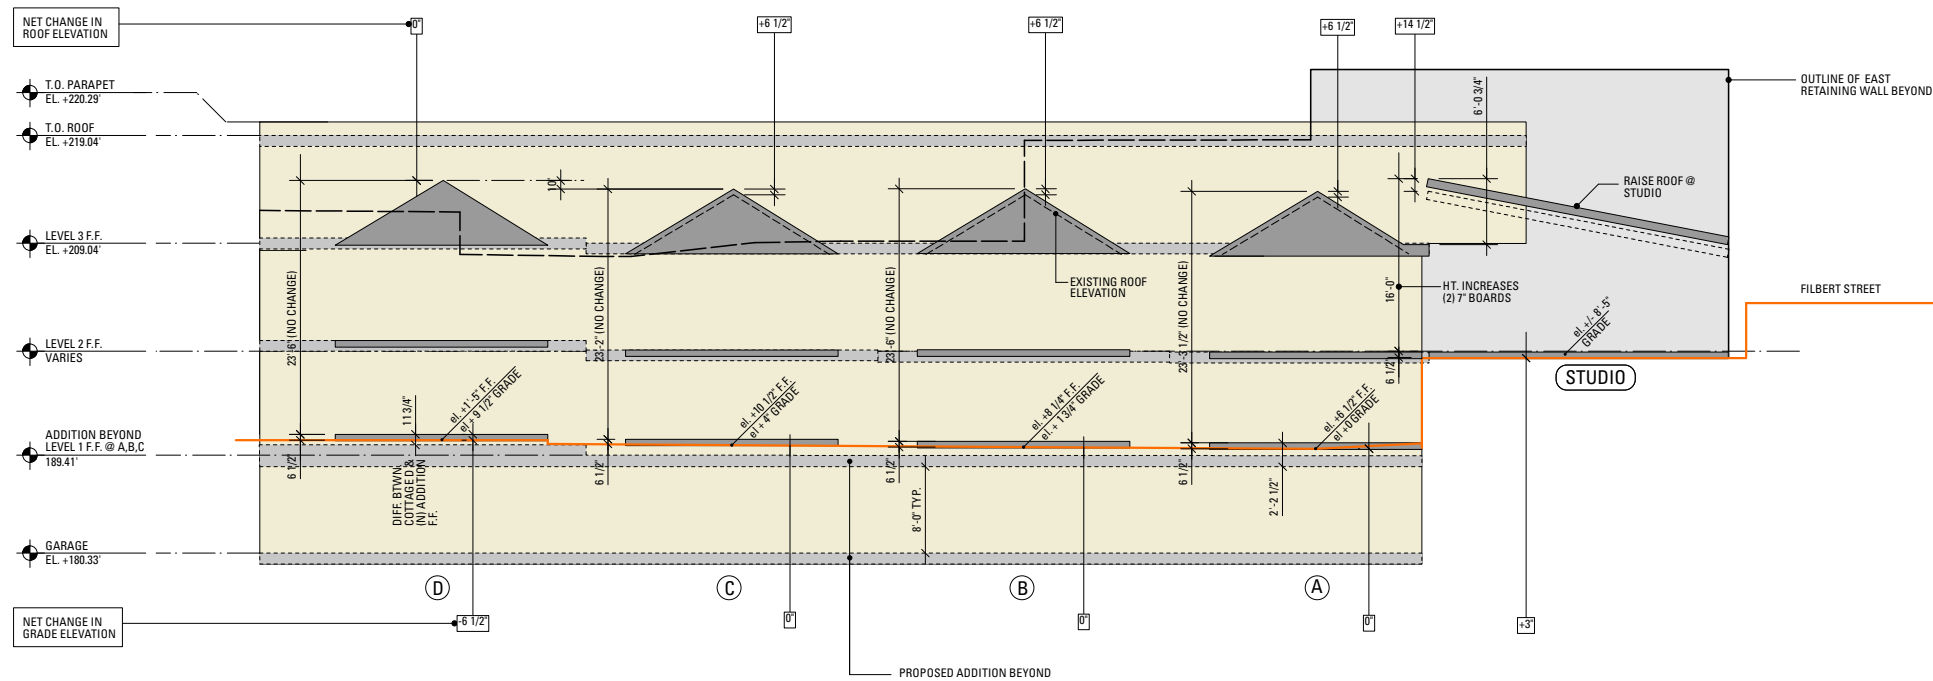 NET CHANGE IN
ROOF ELEVATION
0"
+6 1/2"
+6 1/2"
+6 1/2"
+14 1/2"
T.O. PARAPET
EL. +220.29'
6'-0 3/4"
OUTLINE OF EAST
RETAINING WALL BEYOND
T.O. ROOF
EL. +219.04'
10"
RAISE ROOF @
STUDIO
LEVEL 3 F.F.
EL. +209.04'
EXISTING ROOF
ELEVATION
16'-0"
HT. INCREASES
(2) 7" BOARDS
FILBERT STREET
23'-6" (NO CHANGE)
23'-2" (NO CHANGE)
23'-6" (NO CHANGE)
23'-3 1/2" (NO CHANGE)
el. +/- 8'-5"
GRADE
LEVEL 2 F.F.
VARIES
6 1/2"
STUDIO
11 3/4"
el. +1'-5" F.F.
el + 9 1/2" GRADE
el. +10 1/2" F.F.
el + 4" GRADE
el. +8 1/4" F.F.
el. + 1 3/4" GRADE
el. +6 1/2" F.F.
el +0 GRADE
ADDITION BEYOND
LEVEL 1 F.F. @ A,B,C
189.41'
6 1/2"
6 1/2"
6 1/2"
6 1/2"
DIFF. BTWN.
COTTAGE D &
(N) ADDITION
F.F.
8'-0" TYP.
2'-2 1/2"
GARAGE
EL. +180.33'
D
C
B
A
NET CHANGE IN
GRADE ELEVATION
-6 1/2"
0"
0"
0"
+3"
PROPOSED ADDITION BEYOND